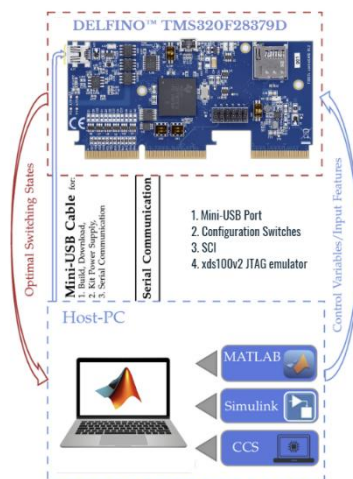 DELFINO™ TMS320F28379D
Optimal Switching States
Mini-USB Cable for:
1. Build, Download,
2. Kit Power Supply,
3. Serial Communication
Serial Communication
1. Mini-USB Port
2. Configuration Switches
3. SCI
4. xds100v2 JTAG emulator
Control Variables/Input Features
Host-PC
MATLAB
Simulink
CCS